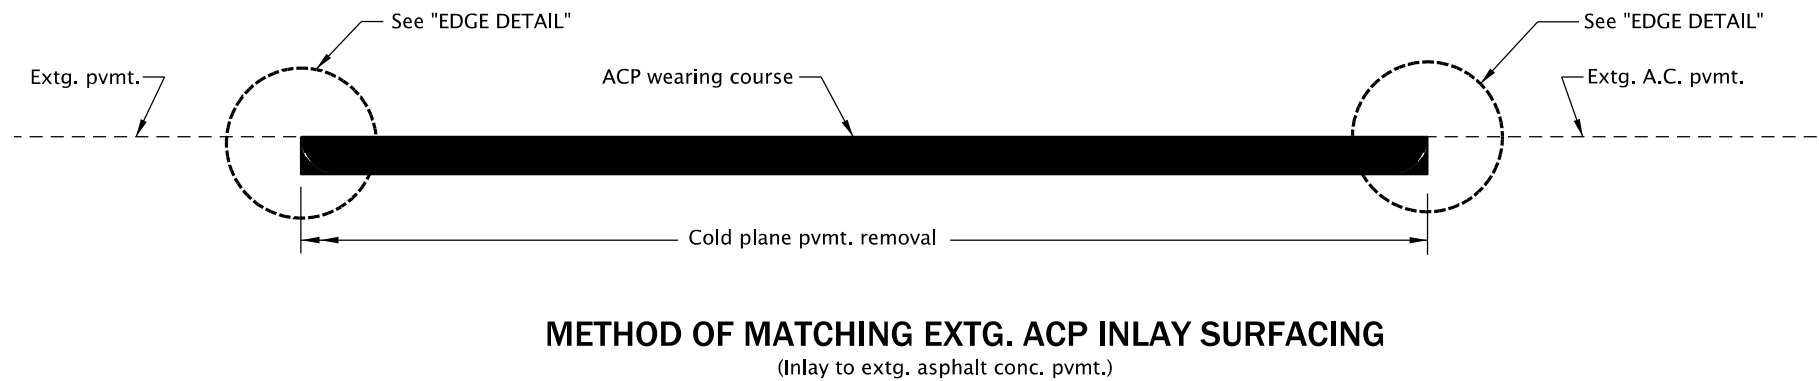 See "EDGE DETAIL"
See "EDGE DETAIL"
Extg. pvmt.
ACP wearing course
Extg. A.C. pvmt.
Cold plane pvmt. removal
METHOD OF MATCHING EXTG. ACP INLAY SURFACING
(Inlay to extg. asphalt conc. pvmt.)